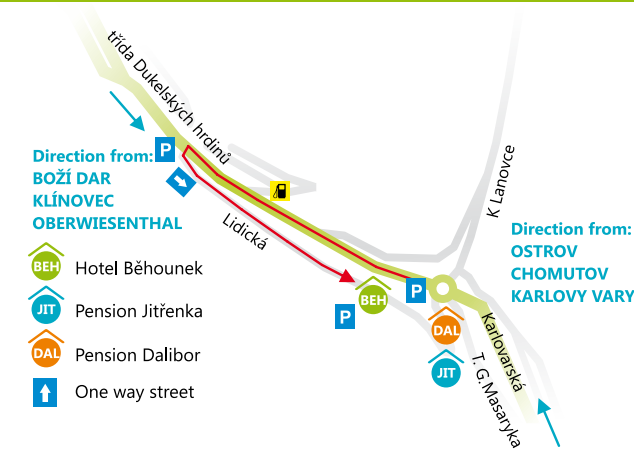 třída Dukelských hrdinů
P
Direction from:
BOŽÍ DAR
KLÍNOVEC
OBERWIESENTHAL
Lidická
K Lanovce
Direction from:
OSTROV
CHOMUTOV
KARLOVY VARY
BEH Hotel Běhounek
JIT Pension Jitřenka
DAL Pension Dalibor
One way street
P
BEH
P
DAL
JIT
Karlovarská
T. G.Masaryka